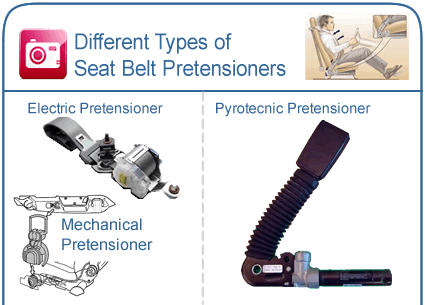 Different Types of
Seat Belt Pretensioners
Electric Pretensioner
Pyrotecnic Pretensioner
Mechanical
Pretensioner